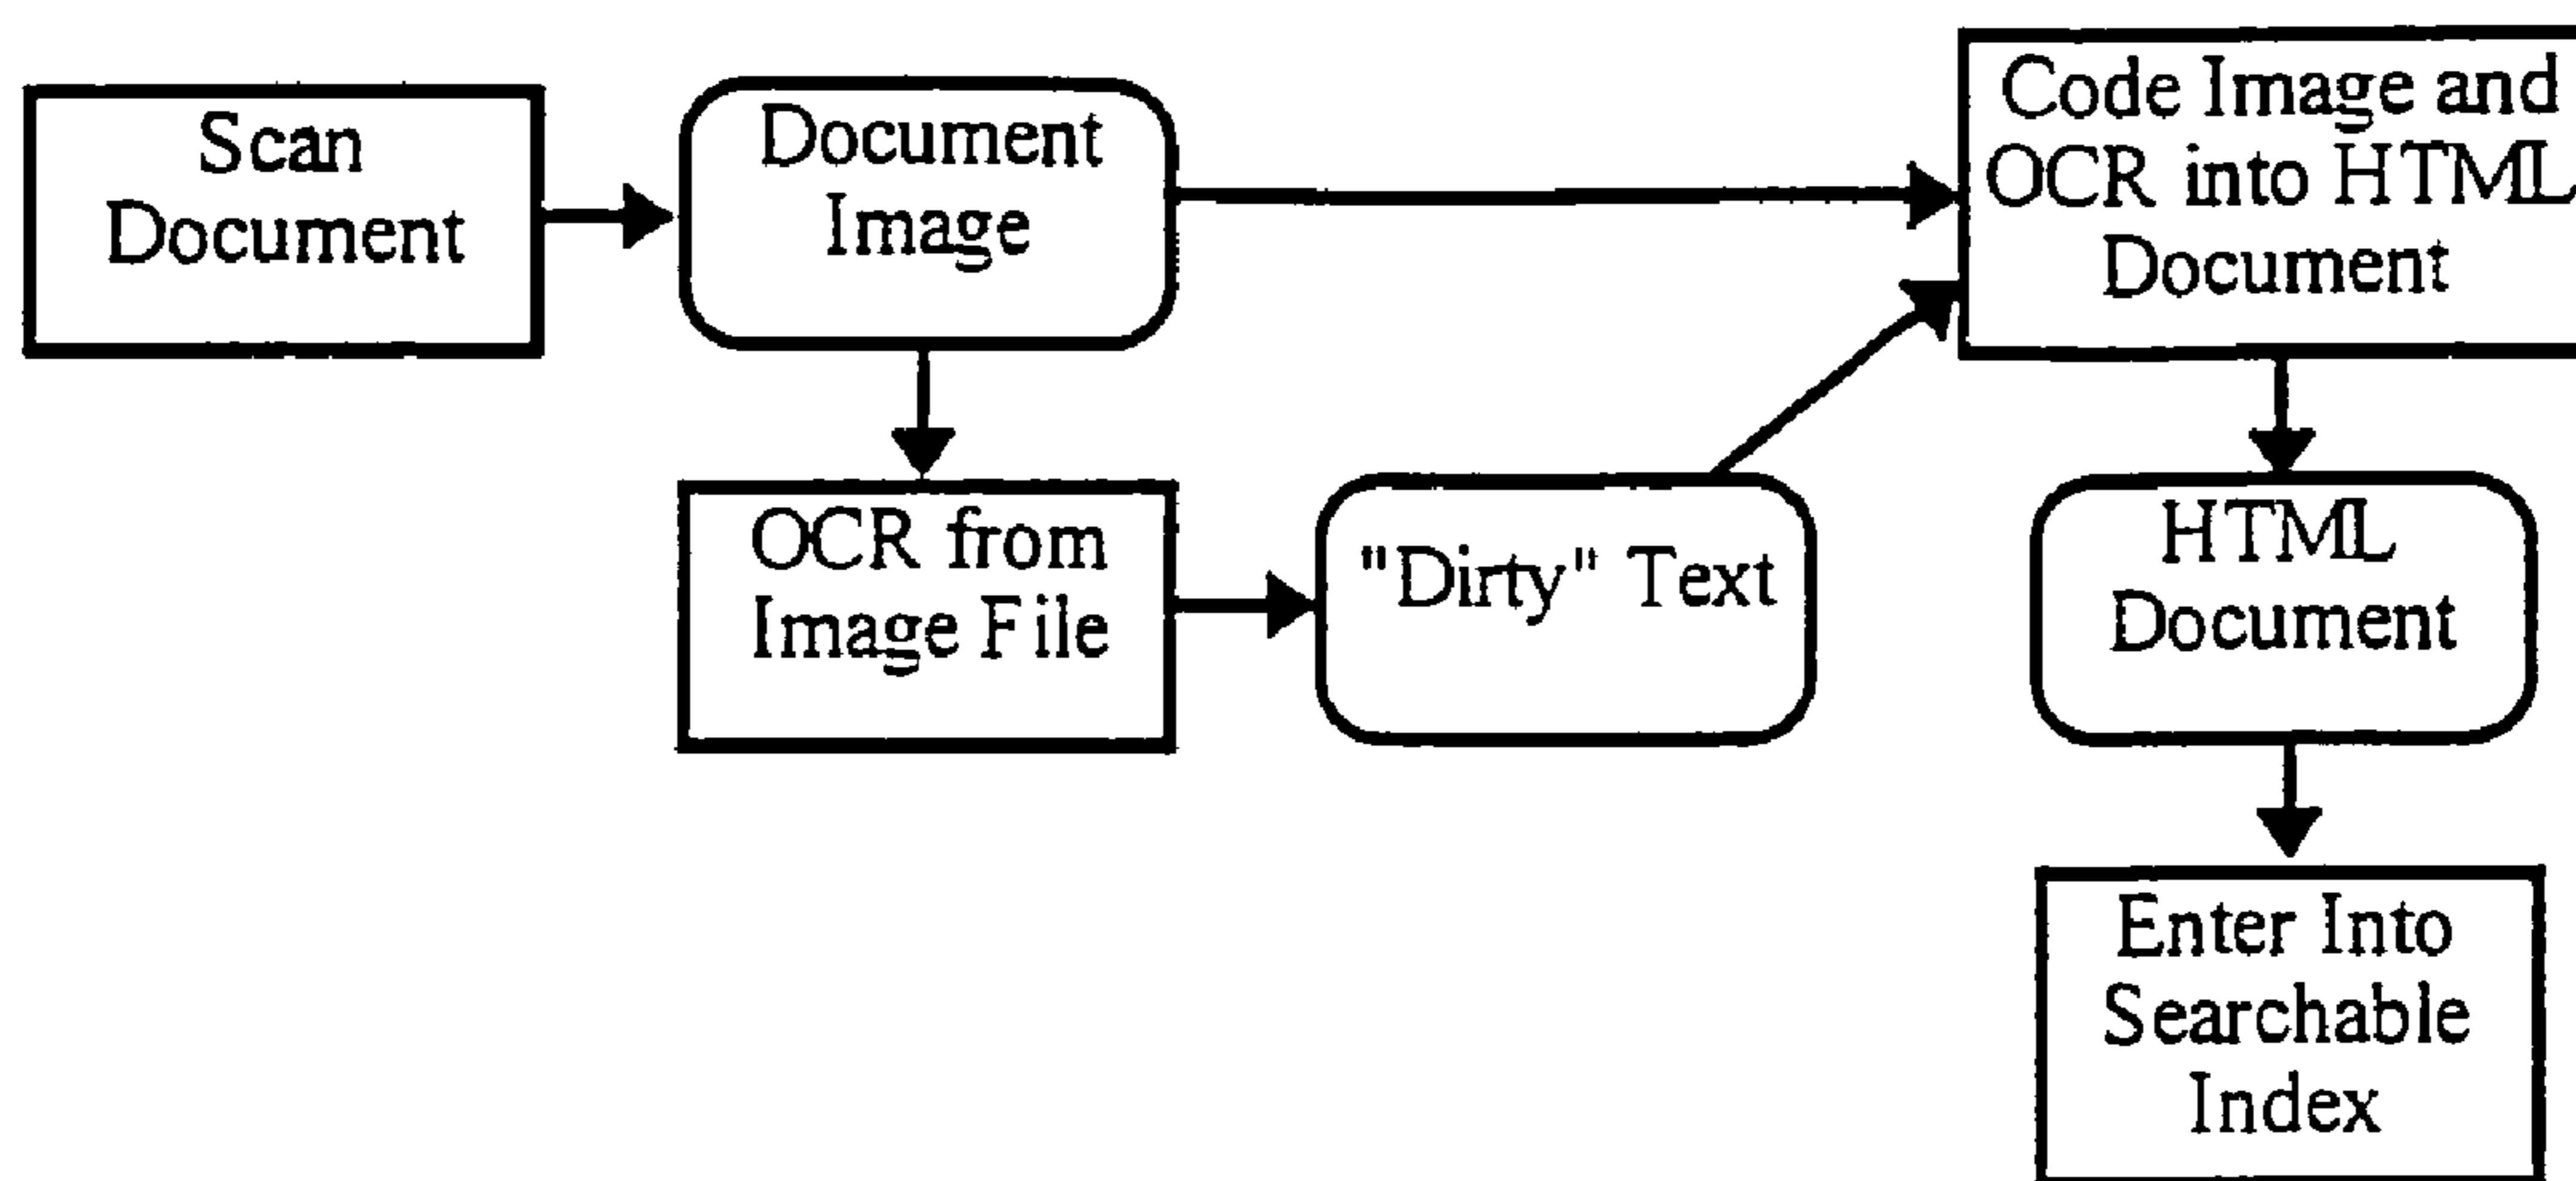 Scan
Document
Document
Image
Code Image and
OCR into HTML
Document
OCR from
Image File
"Dirty" Text
HTML
Document
Enter Into
Searchable
Index